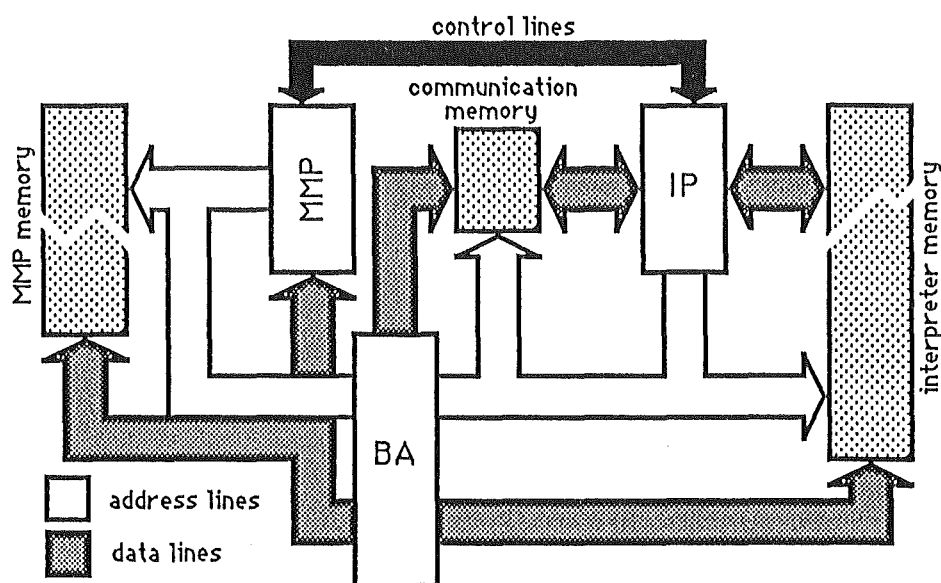 control lines
communication
memory
MMP memory
MMP
IP
interpreter memory
BA
address lines
data lines